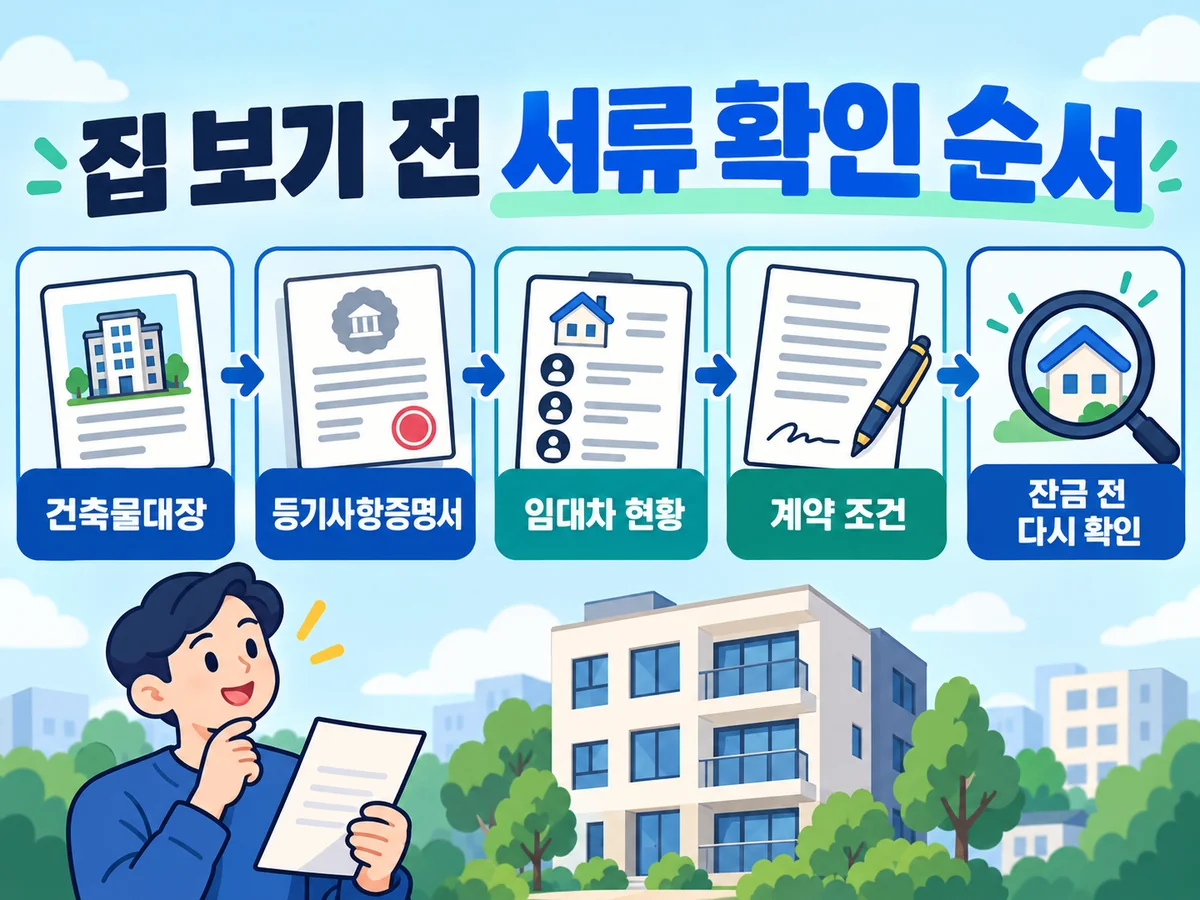 집 보기 전 서류 확인 순서
건축물대장
등기사항증명서
임대차 현황
계약 조건
잔금 전
다시 확인